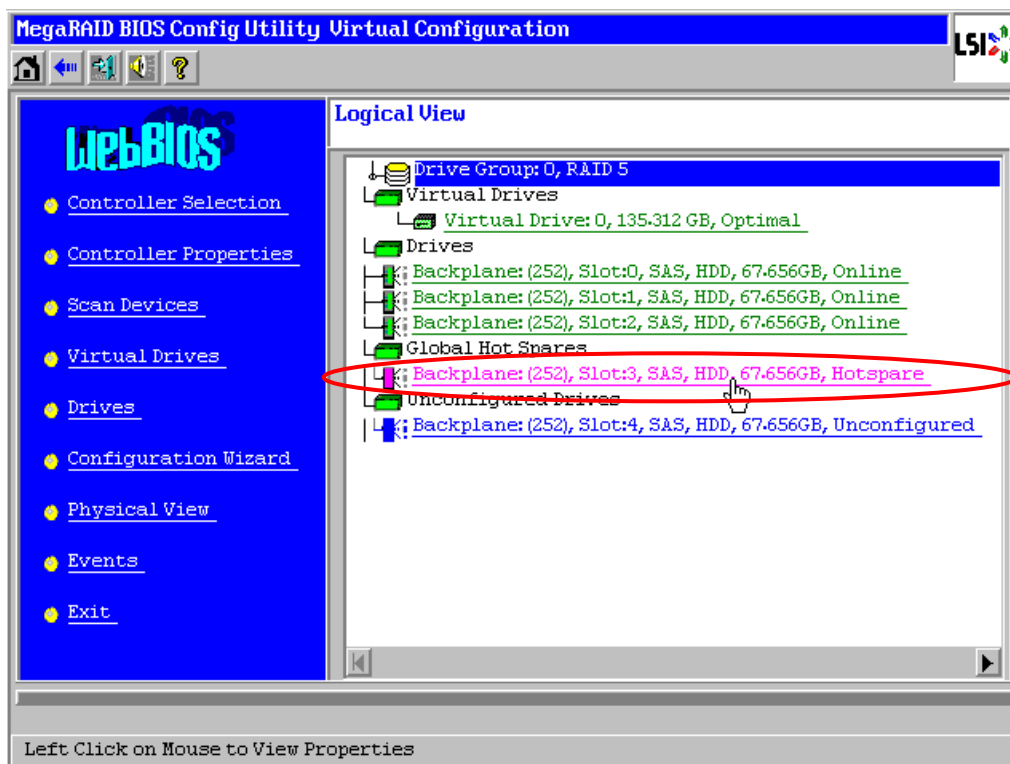 MegaRAID BIOS Config Utility Virtual Configuration
LSI
WebBIOS
Controller Selection
Controller Properties
Scan Devices
Virtual Drives
Drives
Configuration Wizard
Physical View
Events
Exit
Logical View
Drive Group: 0, RAID 5
Virtual Drives
Virtual Drive: 0, 135.312 GB, Optimal
Drives
Backplane: (252), Slot:0, SAS, HDD, 67.656GB, Online
Backplane: (252), Slot:1, SAS, HDD, 67.656GB, Online
Backplane: (252), Slot:2, SAS, HDD, 67.656GB, Online
Global Hot Spares
Backplane: (252), Slot:3, SAS, HDD, 67.656GB, Hotspare
Unconfigured Drives
Backplane: (252), Slot:4, SAS, HDD, 67.656GB, Unconfigured
Left Click on Mouse to View Properties